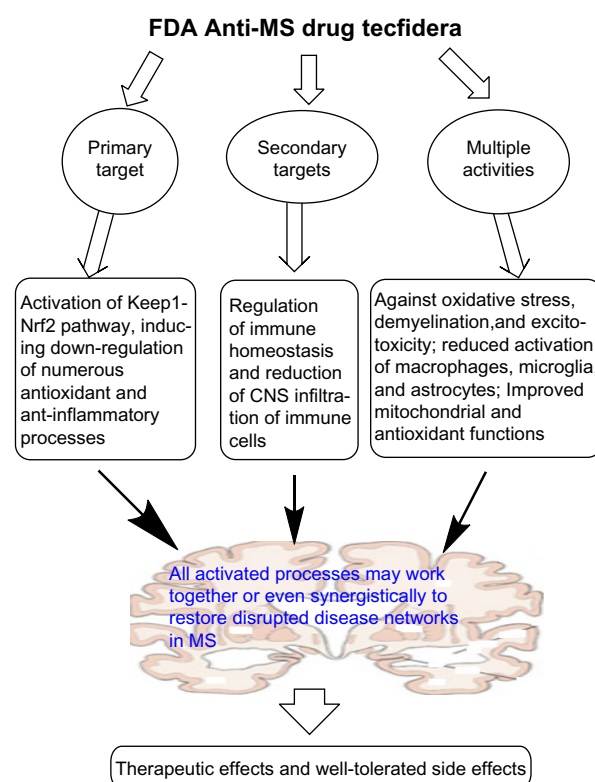 FDA Anti-MS drug tecfidera
Primary
target
Secondary
targets
Multiple
activities
Activation of Keep1-
Nrf2 pathway, induc-
ing down-regulation
of numerous
antioxidant and
ant-inflammatory
processes
Regulation
of immune
homeostasis
and reduction
of CNS infiltra-
tion of immune
cells
Against oxidative stress,
demyelination,and excito-
toxicity; reduced activation
of macrophages, microglia,
and astrocytes; Improved
mitochondrial and
antioxidant functions
All activated processes may work
together or even synergistically to
restore disrupted disease networks
in MS
Therapeutic effects and well-tolerated side effects